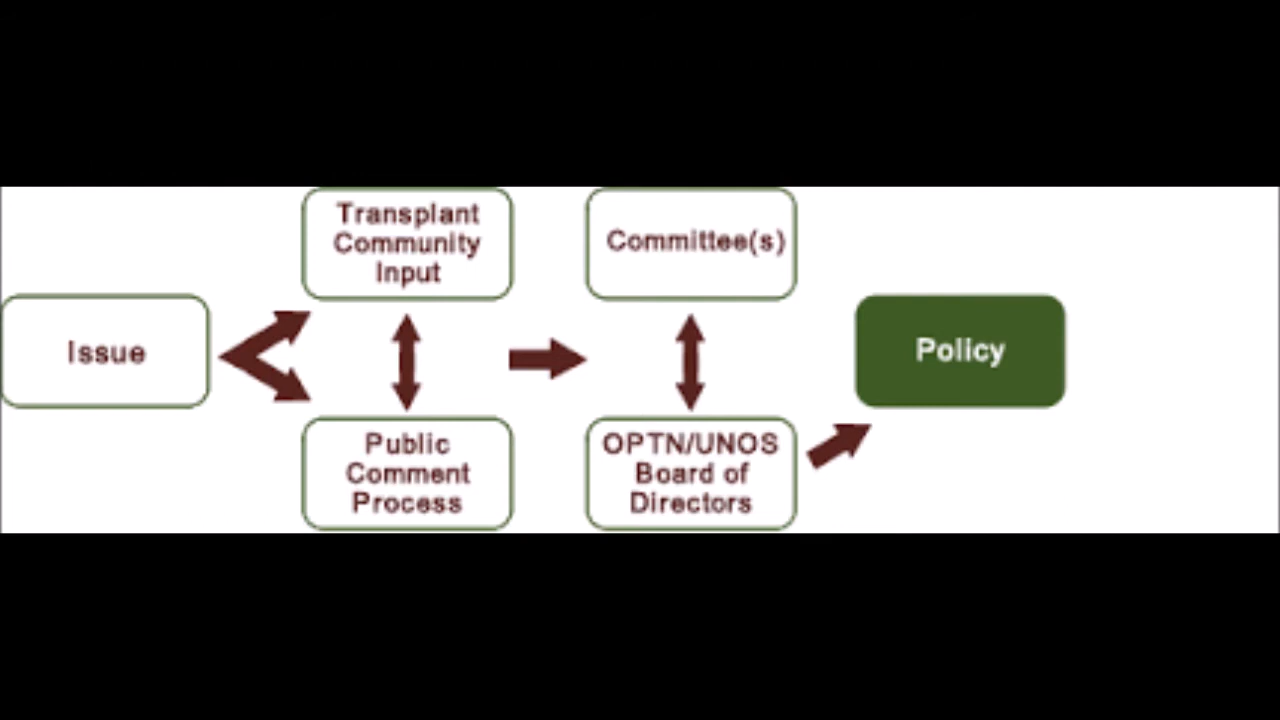 Issue
Transplant
Community
Input
Public
Comment
Process
Committee(s)
OPTN/UNOS
Board of
Directors
Policy